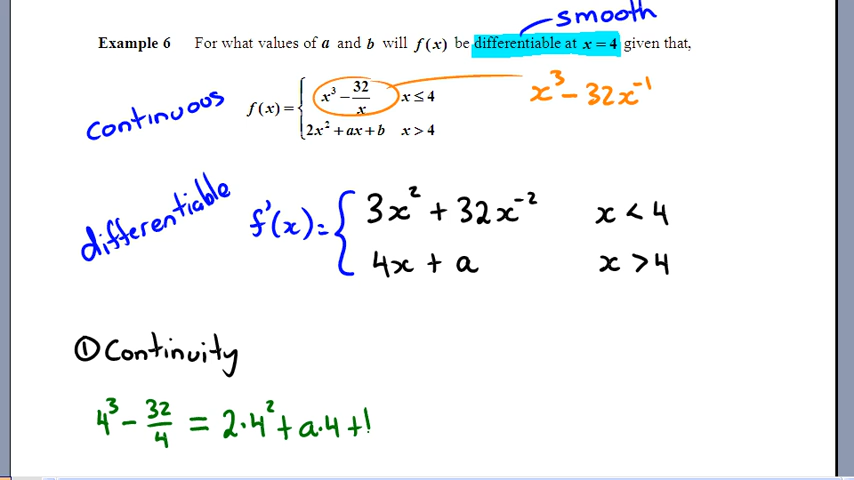 smooth
Example 6 For what values of a and b will f(x) be differentiable at x = 4 given that,
continuous
f(x) = { x³ − 32/x x ≤ 4
2x² + ax + b x > 4
x³ − 32x⁻¹
differentiable
f'(x) = { 3x² + 32x⁻² x < 4
4x + a x > 4
① Continuity
4³ − 32/4 = 2·4² + a·4 +